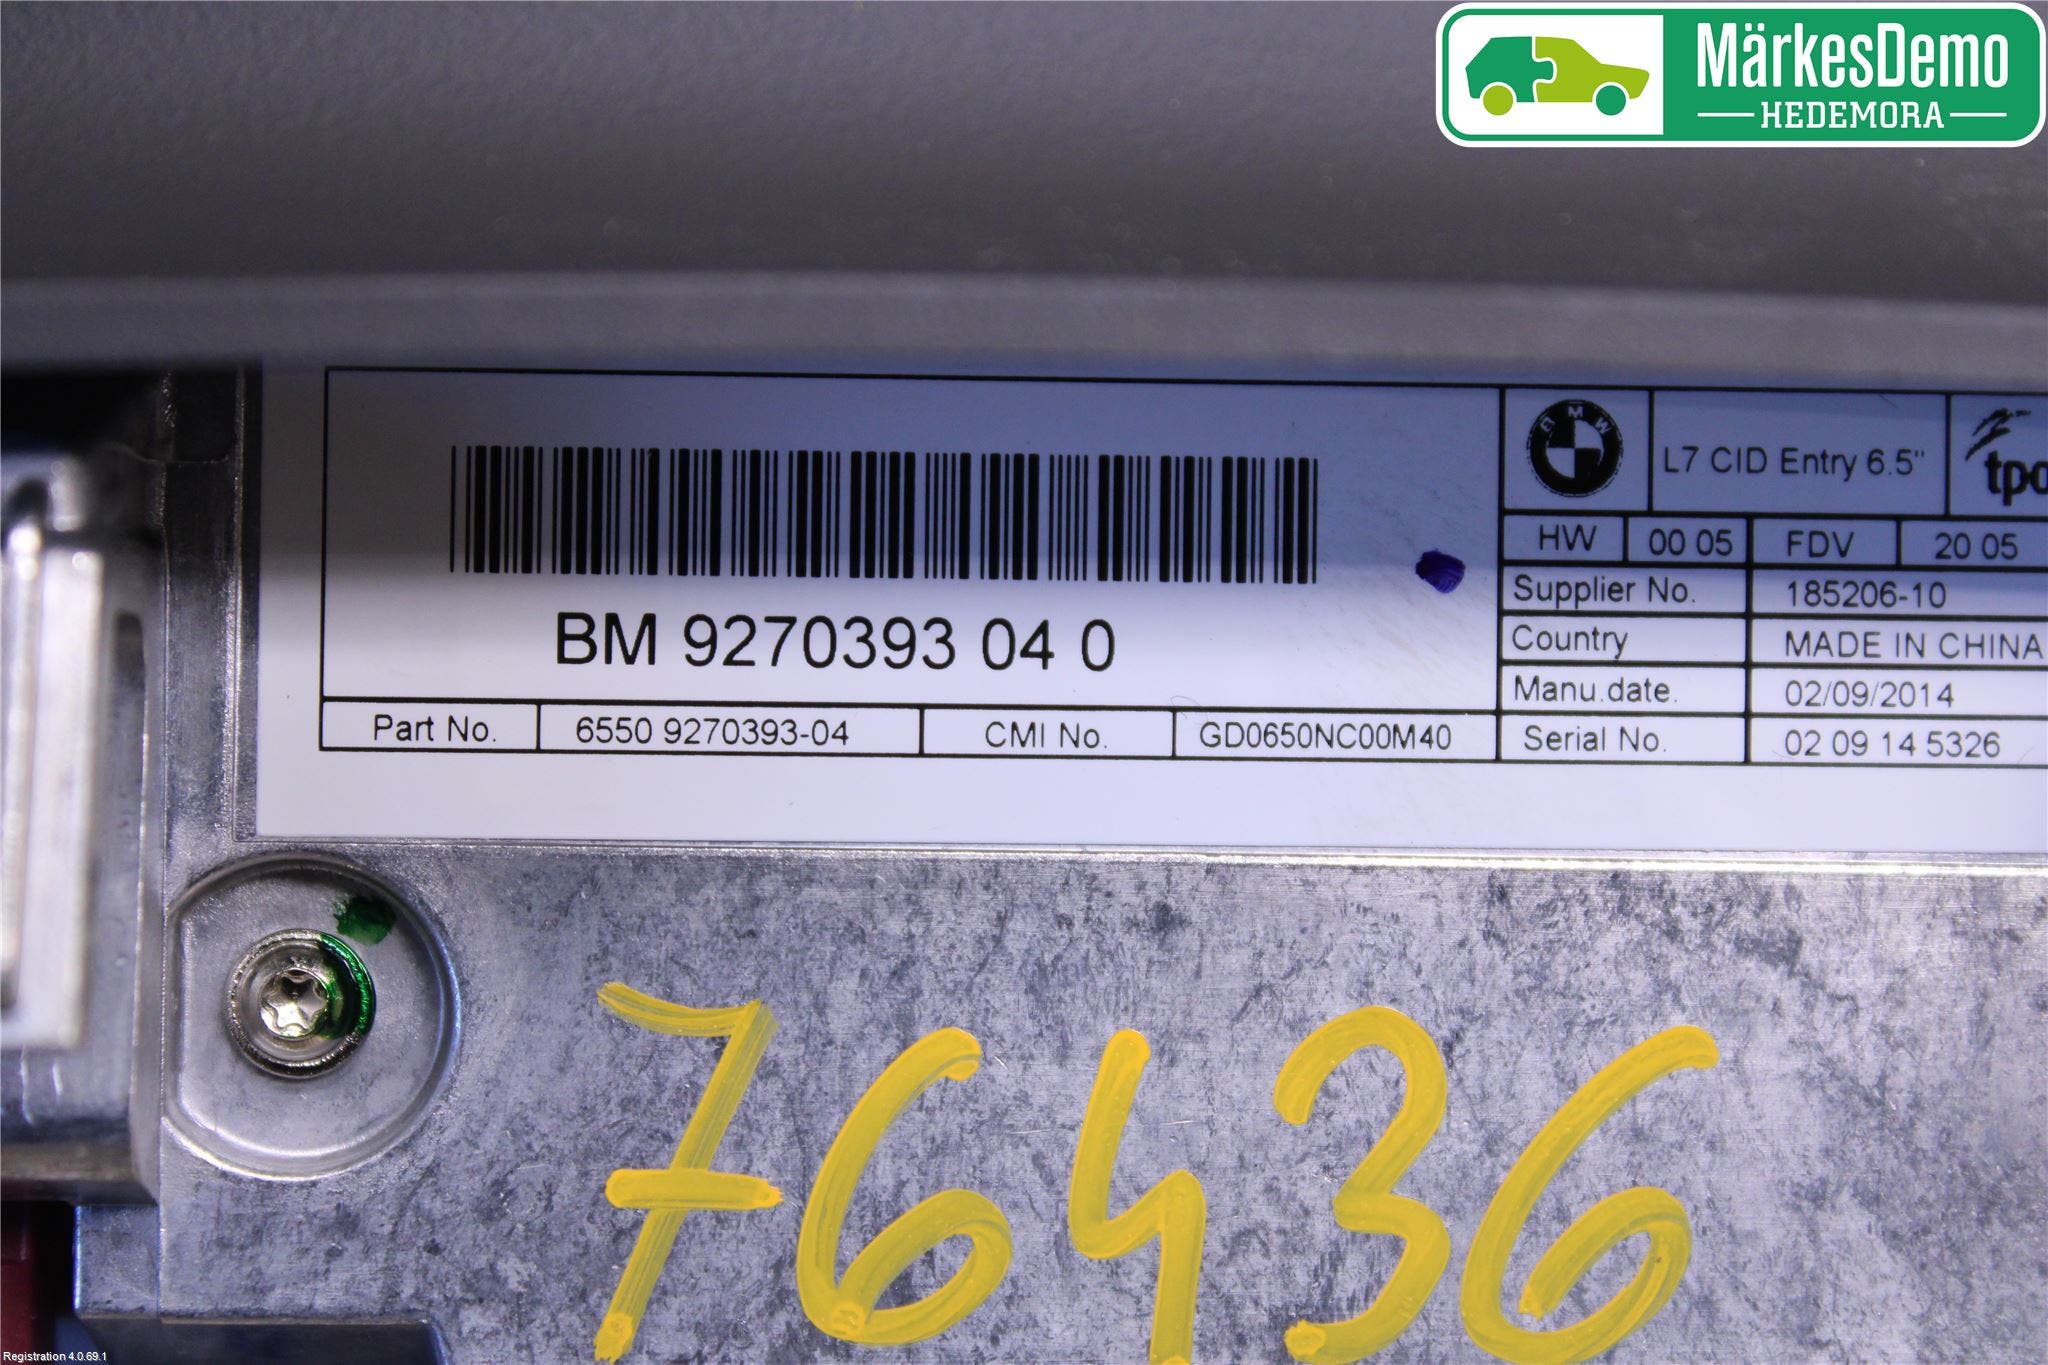 MärkesDemo
HEDEMORA
BMW
L7 CID Entry 6.5"
HW 00 05 FDV 20 05
Supplier No. 185206-10
Country MADE IN CHINA
Manu.date. 02/09/2014
Serial No. 02 09 14 5326
BM 9270393 04 0
Part No. 6550 9270393-04 CMI No. GD0650NC00M40
76436
Registration 4.0.69.1